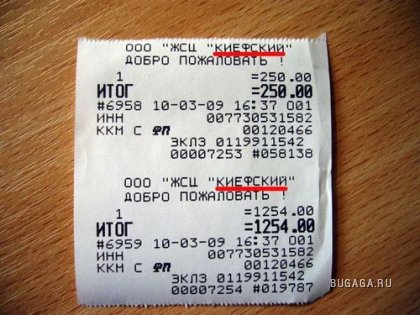 ООО "ЖСЦ "КИЕФСКИЙ"
ДОБРО ПОЖАЛОВАТЬ !
1 =250.00
ИТОГ =250.00
#6958 10-03-09 16:37 001
ИНН 007730531582
ККМ С ФП 00120466
ЭКЛЗ 0119911542
00007253 #058138
ООО "ЖСЦ "КИЕФСКИЙ"
ДОБРО ПОЖАЛОВАТЬ !
1 =1254.00
ИТОГ =1254.00
#6959 10-03-09 16:37 001
ИНН 007730531582
ККМ С ФП 00120466
ЭКЛЗ 0119911542
00007254 #019787
BUGAGA.RU